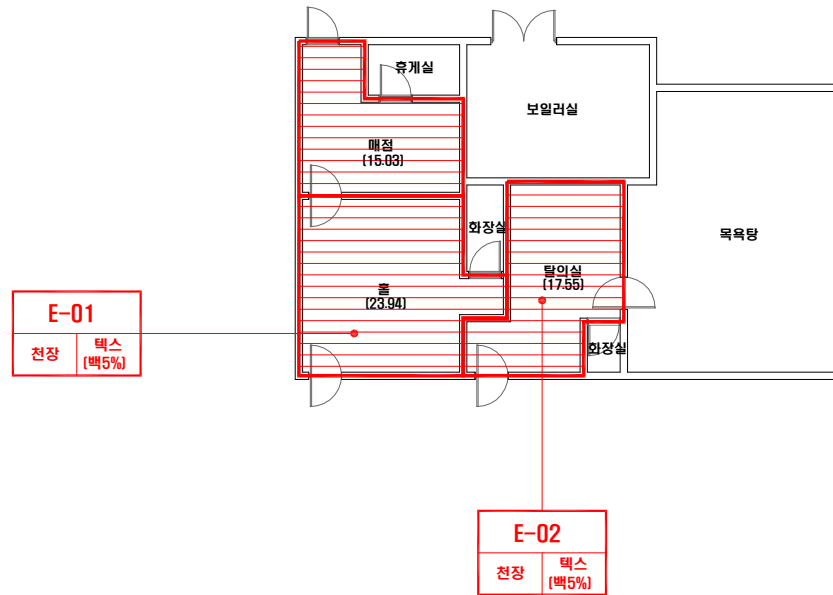 휴게실
보일러실
매점
(15.03)
화장실
목욕탕
탈의실
(17.55)
홀
(23.94)
E-01
천장
텍스
(백5%)
화장실
E-02
천장
텍스
(백5%)